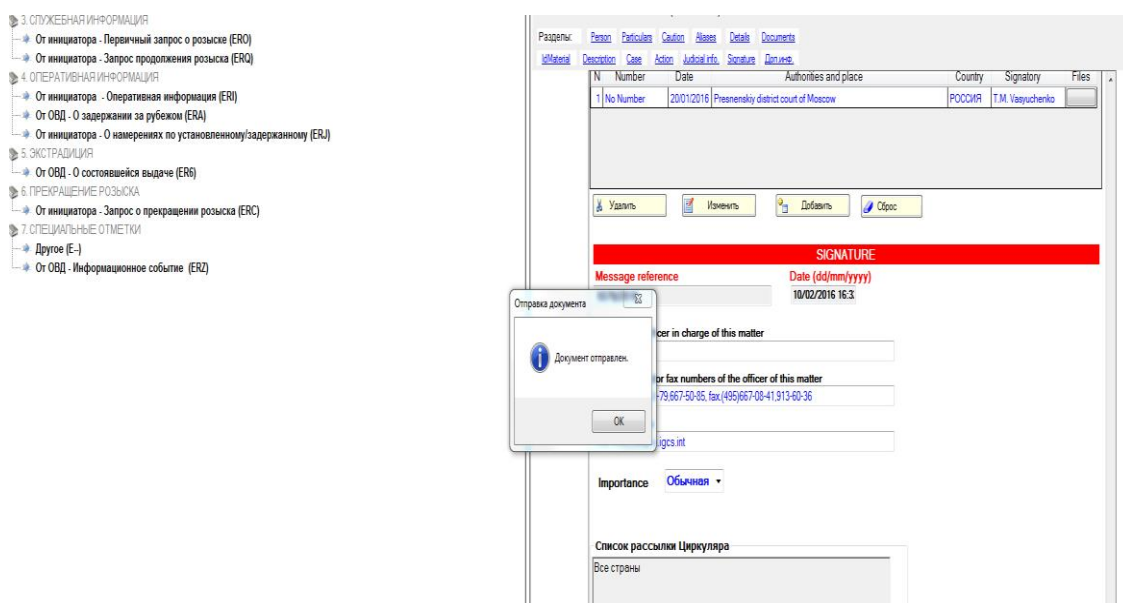 3. СЛУЖЕБНАЯ ИНФОРМАЦИЯ
От инициатора - Первичный запрос о розыске (ERO)
От инициатора - Запрос продолжения розыска (ERQ)
4. ОПЕРАТИВНАЯ ИНФОРМАЦИЯ
От инициатора - Оперативная информация (ERI)
От ОВД - О задержании за рубежом (ERA)
От инициатора - О намерениях по установленному/задержанному (ERJ)
5. ЭКСТРАДИЦИЯ
От ОВД - О состоявшейся выдаче (ER6)
6. ПРЕКРАЩЕНИЕ РОЗЫСКА
От инициатора - Запрос о прекращении розыска (ERC)
7. СПЕЦИАЛЬНЫЕ ОТМЕТКИ
Другое (E--)
От ОВД - Информационное событие (ERZ)
Разделы: Person Particulars Caution Aliases Details Documents
IdMaterial Description Case Action Judicial info. Signature Доп.инф.
N Number Date Authorities and place Country Signatory Files
1 No Number 20/01/2016 Presnenskiy district court of Moscow РОССИЯ T.M. Vasyuchenko
Удалить Изменить Добавить Сброс
SIGNATURE
Message reference Date (dd/mm/yyyy)
10/02/2016 16:3
Отправка документа
Документ отправлен.
OK
cer in charge of this matter
or fax numbers of the officer of this matter
79,667-50-85, fax.(495)667-08-41,913-60-36
.igcs.int
Importance Обычная
Список рассылки Циркуляра
Все страны